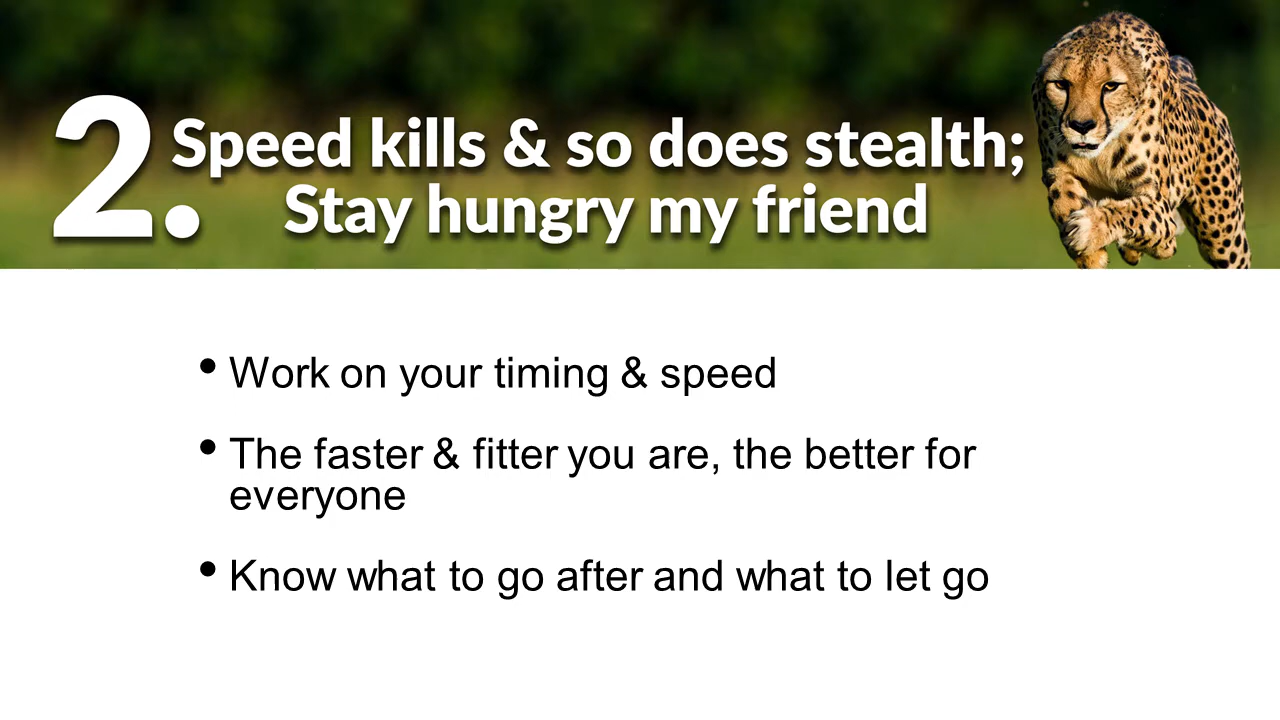 2. Speed kills & so does stealth;
Stay hungry my friend
• Work on your timing & speed
• The faster & fitter you are, the better for
everyone
• Know what to go after and what to let go